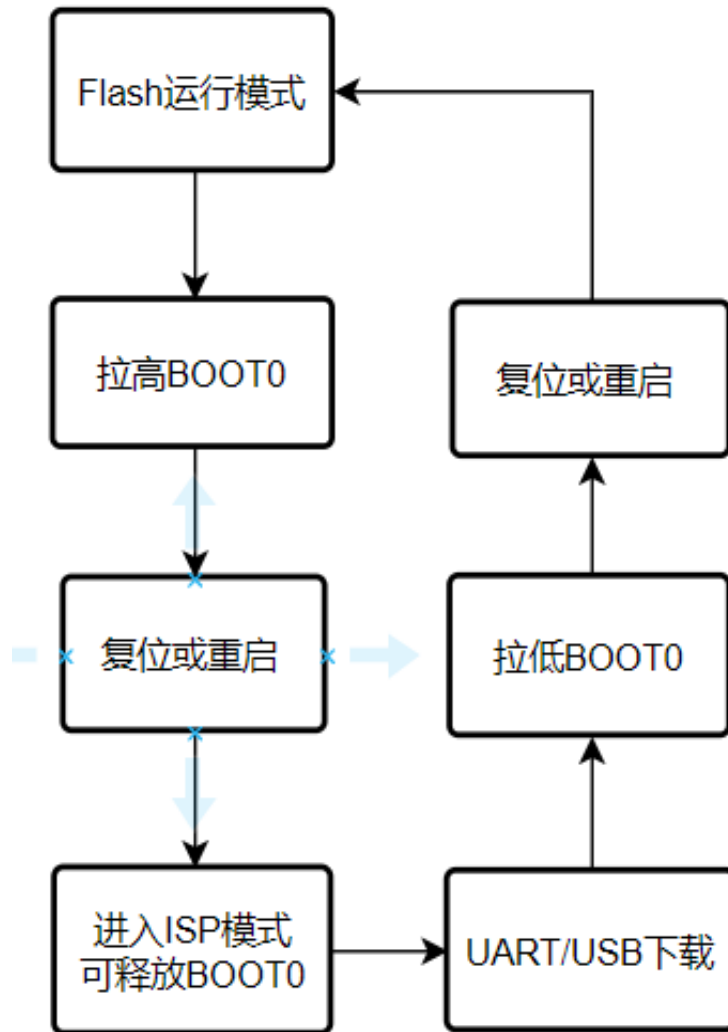 Flash运行模式
拉高BOOT0
复位或重启
进入ISP模式
可释放BOOT0
UART/USB下载
拉低BOOT0
复位或重启